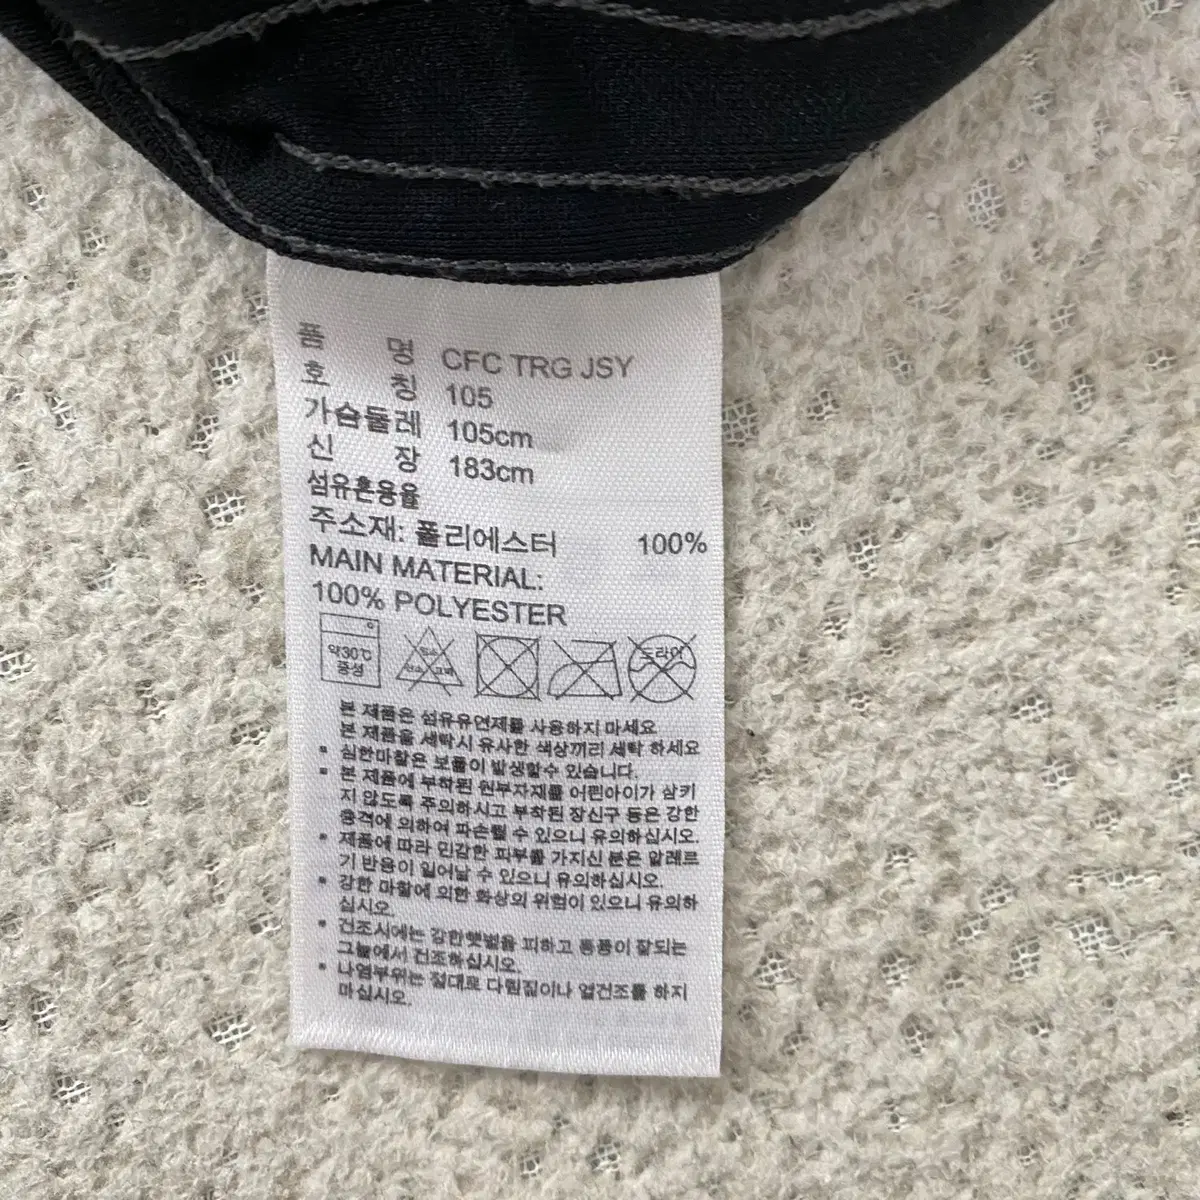 품 명 CFC TRG JSY
호 칭 105
가슴둘레 105cm
신 장 183cm
섬유혼용율
주소재: 폴리에스터 100%
MAIN MATERIAL:
100% POLYESTER
약30℃
중성
드라이
본 제품은 섬유유연제를 사용하지 마세요
본 제품을 세탁시 유사한 색상끼리 세탁 하세요
• 심한마찰은 보풀이 발생할수 있습니다.
• 본 제품에 부착된 원부자재를 어린아이가 삼키
지 않도록 주의하시고 부착된 장신구 등은 강한
충격에 의하여 파손될 수 있으니 유의하십시오.
• 제품에 따라 민감한 피부를 가지신 분은 알레르
기 반응이 일어날 수 있으니 유의하십시오.
• 강한 마찰에 의한 화상의 위험이 있으니 유의하
십시오.
• 건조시에는 강한햇볕을 피하고 통풍이 잘되는
그늘에서 건조하십시오.
• 나염부위는 절대로 다림질이나 열건조를 하지
마십시오.